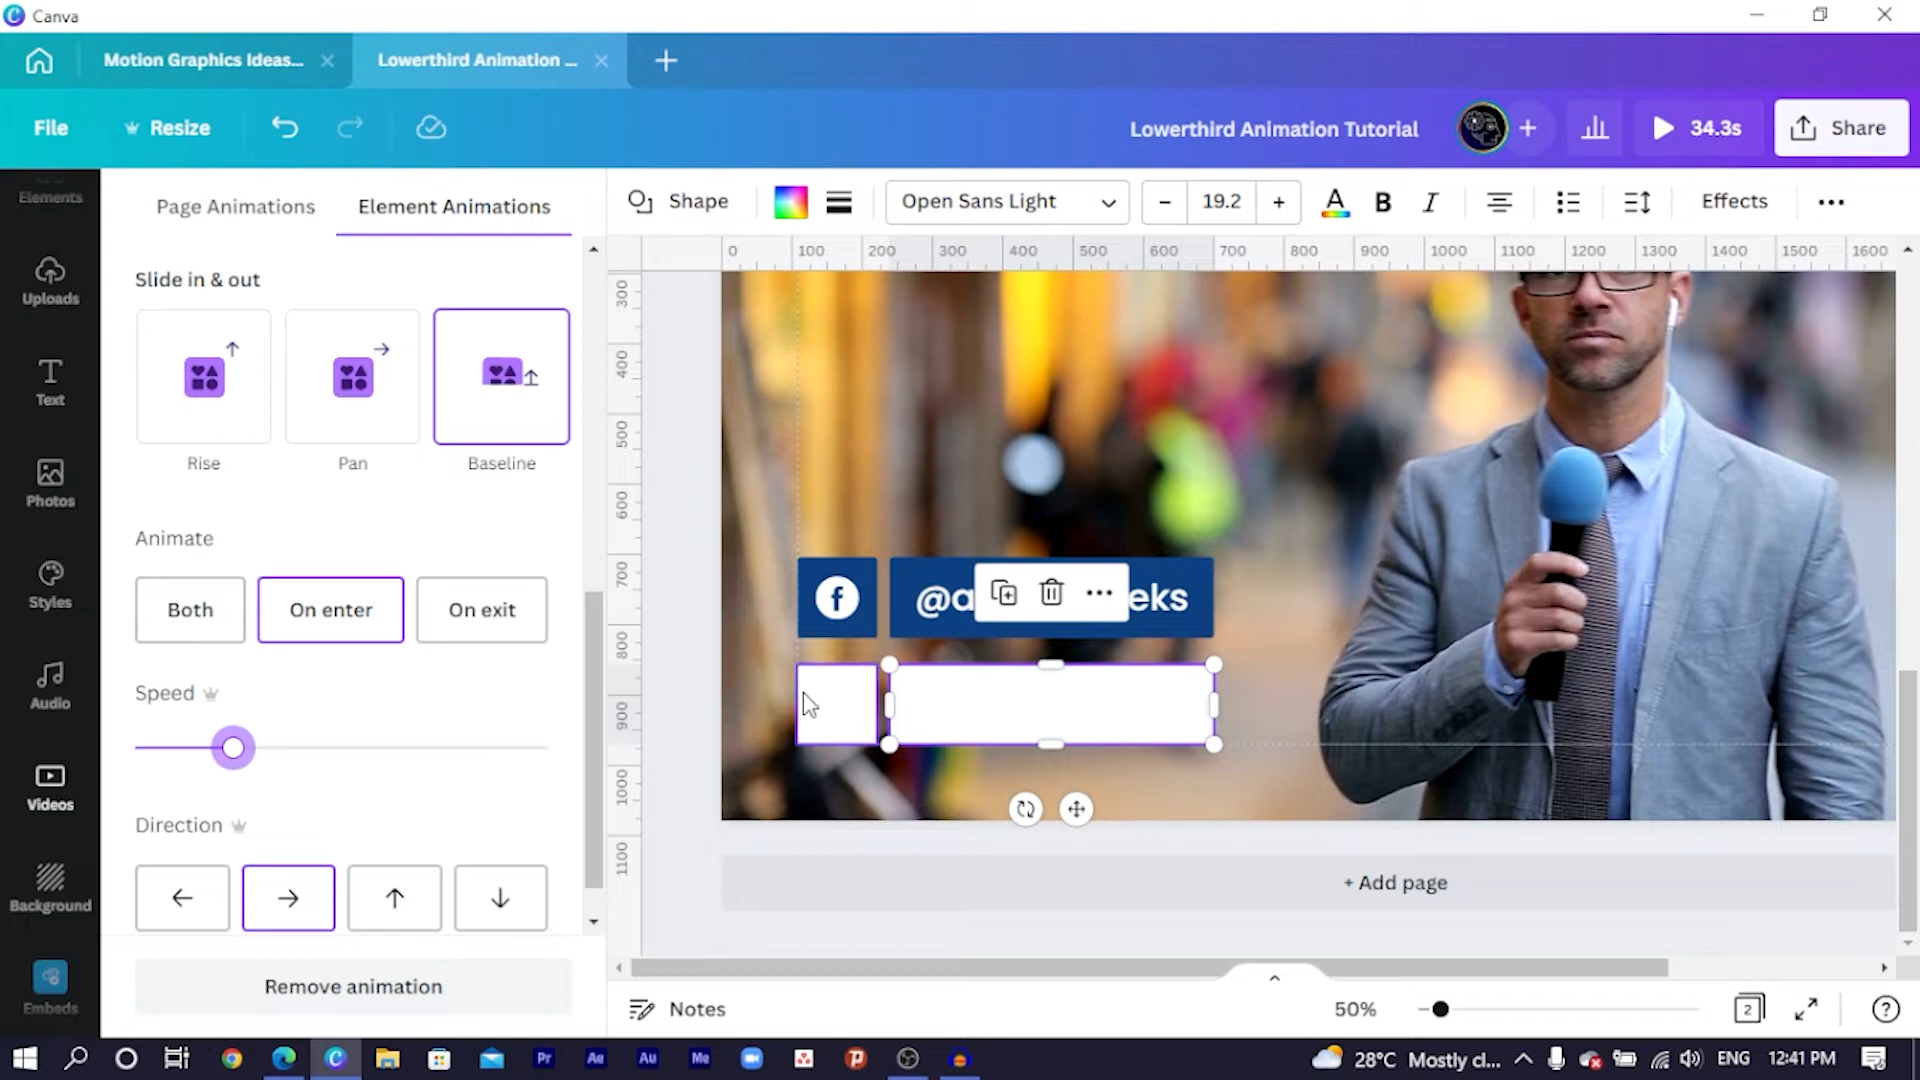 Canva
Motion Graphics Ideas...
Lowerthird Animation ...
File
Resize
Lowerthird Animation Tutorial
34.3s
Share
Elements
Uploads
Text
Photos
Styles
Audio
Videos
Background
Embeds
Page Animations
Element Animations
Slide in & out
Rise
Pan
Baseline
Animate
Both
On enter
On exit
Speed
Direction
Remove animation
Shape
Open Sans Light
19.2
A
B
I
Effects
0 100 200 300 400 500 600 700 800 900 1000 1100 1200 1300 1400 1500 1600
300
400
500
600
700
800
900
1000
1100
f
@a
eks
+ Add page
Notes
50%
2
?
Pr
Ae
Au
Me
28°C Mostly cl...
ENG
12:41 PM